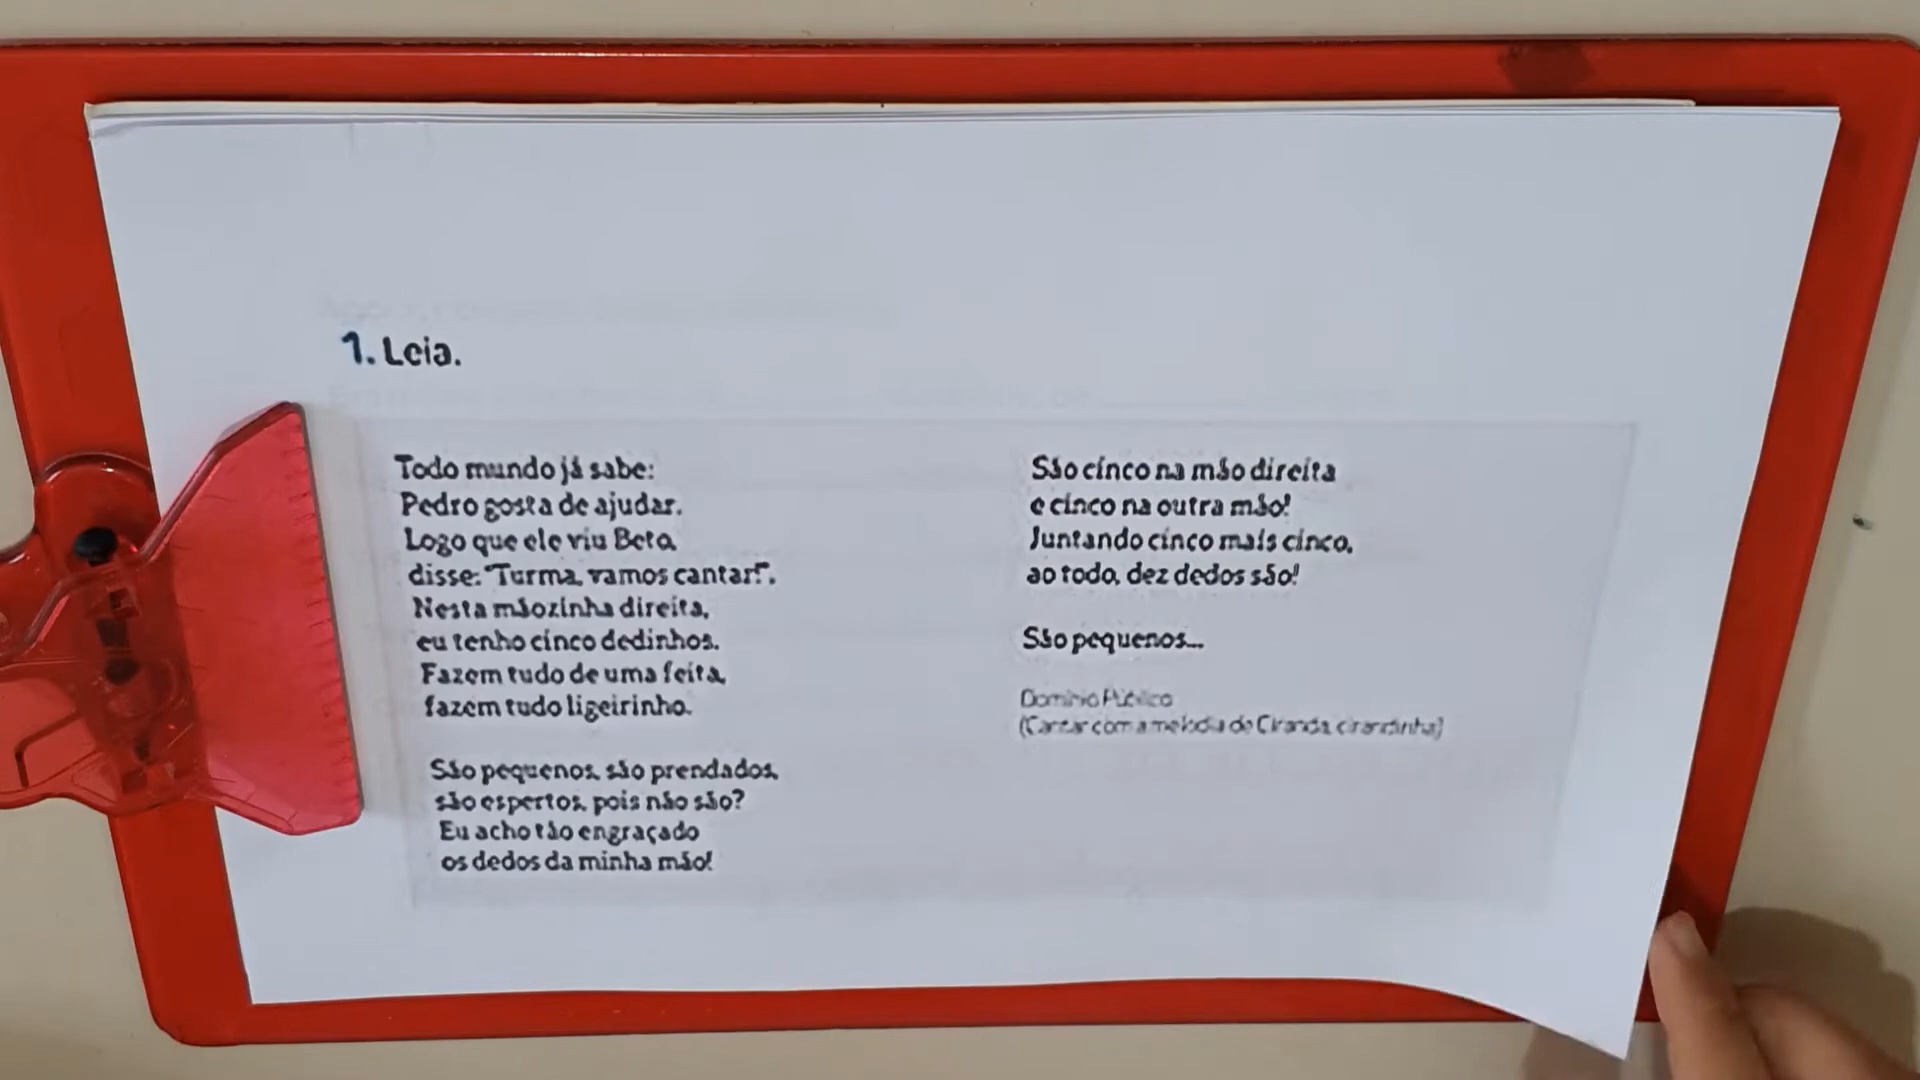 1. Leia.
Todo mundo já sabe:
Pedro gosta de ajudar.
Logo que ele viu Beto,
disse: "Turma, vamos cantar!".
Nesta mãozinha direita,
eu tenho cinco dedinhos.
Fazem tudo de uma feita,
fazem tudo ligeirinho.
São pequenos, são prendados,
são espertos, pois não são?
Eu acho tão engraçado
os dedos da minha mão!
São cinco na mão direita
e cinco na outra mão!
Juntando cinco mais cinco,
ao todo, dez dedos são!
São pequenos...
Domínio Público
(Cantar com a melodia de Ciranda, cirandinha)